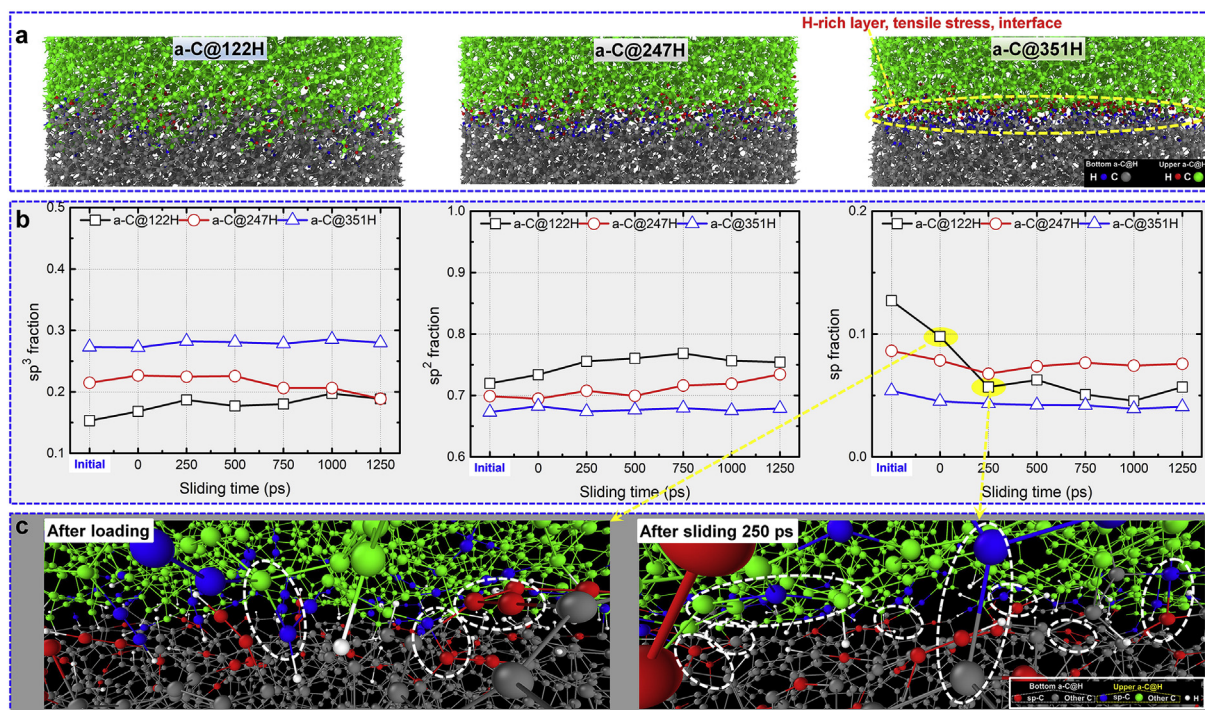 H-rich layer, tensile stress, interface
a
a-C@122H
a-C@247H
a-C@351H
Bottom a-C@H Upper a-C@H
H C H C
b
0.5
0.4
0.3
0.2
0.1
sp3 fraction
a-C@122H a-C@247H a-C@351H
Initial 0 250 500 750 1000 1250
Sliding time (ps)
1.0
0.9
0.8
0.7
0.6
sp2 fraction
a-C@122H a-C@247H a-C@351H
Initial 0 250 500 750 1000 1250
Sliding time (ps)
0.2
0.1
0.0
sp fraction
a-C@122H a-C@247H a-C@351H
Initial 0 250 500 750 1000 1250
Sliding time (ps)
c
After loading
After sliding 250 ps
Bottom a-C@H Upper a-C@H
sp-C Other C sp-C Other C H